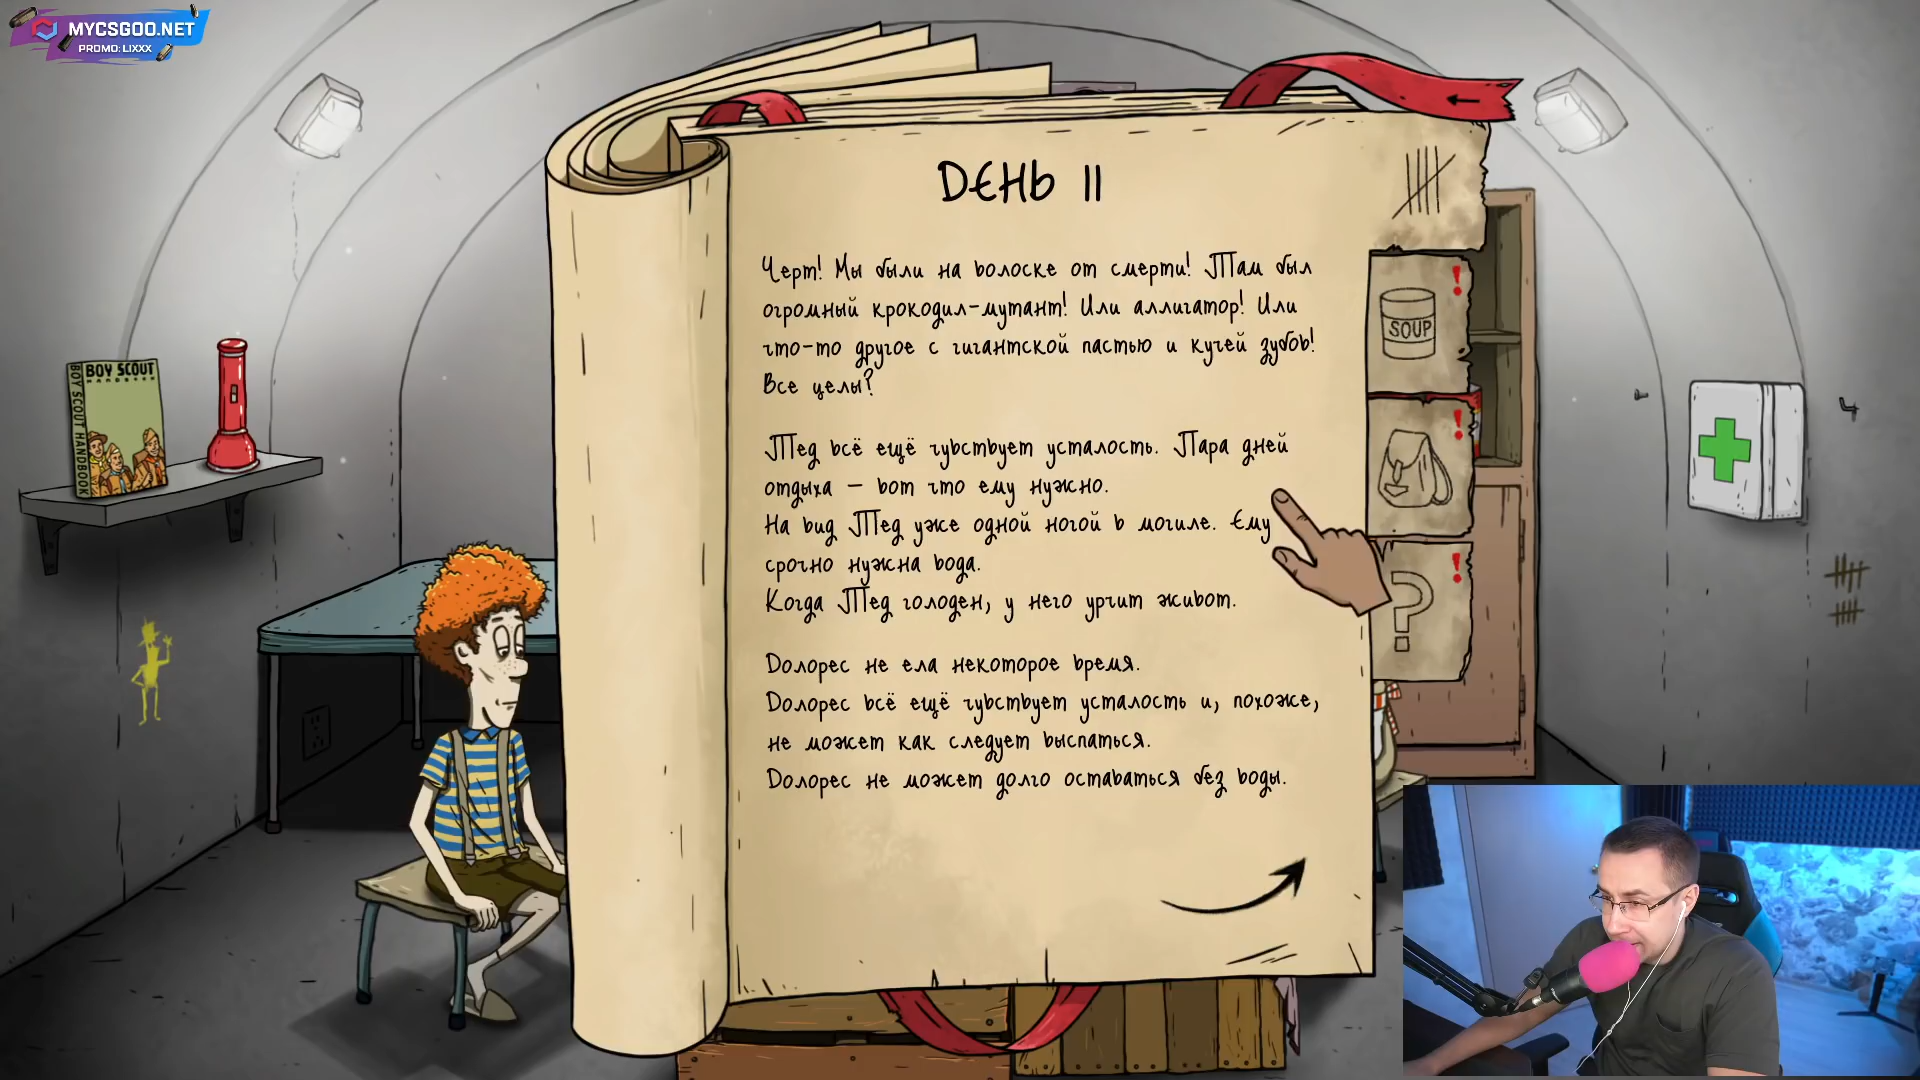 MYCSGOO.NET
PROMO: LIXXX
ДЕНЬ 11
Черт! Мы были на волоске от смерти! Там был
огромный крокодил-мутант! Или аллигатор! Или
что-то другое с гигантской пастью и кучей зубов!
Все целы?
Тед всё ещё чувствует усталость. Пара дней
отдыха – вот что ему нужно.
На вид Тед уже одной ногой в могиле. Ему
срочно нужна вода.
Когда Тед голоден, у него урчит живот.
Долорес не ела некоторое время.
Долорес всё ещё чувствует усталость и, похоже,
не может как следует выспаться.
Долорес не может долго оставаться без воды.
!
SOUP
!
!
?
BOY SCOUT
HANDBOOK
BOY SCOUT HANDBOOK